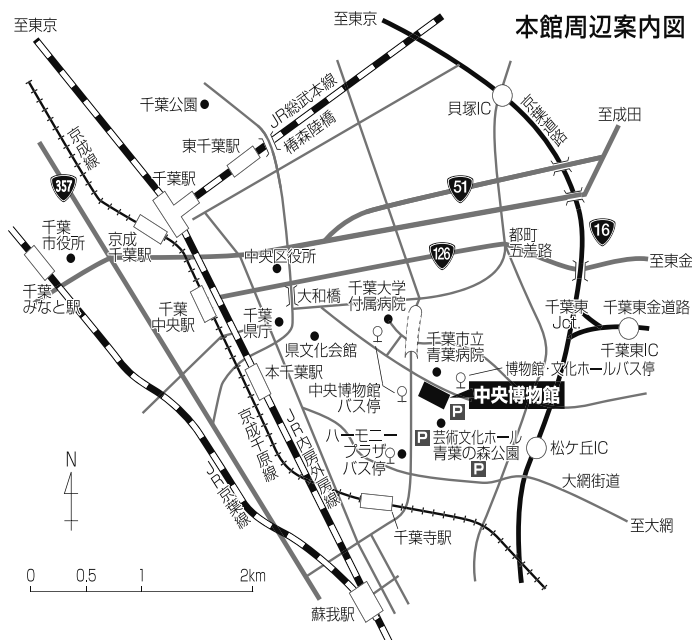 本館周辺案内図
至東京
至東京
千葉公園
JR総武本線
椿森陸橋
貝塚IC
京葉道路
至成田
京成線
東千葉駅
千葉駅
357
51
16
千葉
市役所
京成
千葉駅
中央区役所
126
都町
五差路
至東金
千葉
みなと駅
千葉
中央駅
大和橋
千葉大学
付属病院
千葉
県庁
県文化会館
千葉市立
青葉病院
千葉東
Jct.
千葉東金道路
千葉東IC
本千葉駅
中央博物館
バス停
博物館・文化ホールバス停
中央博物館
P
京成千原線
JR内房外房線
ハーモニー
プラザ
バス停
P
芸術文化ホール
青葉の森公園
P
松ケ丘IC
大網街道
至大網
JR京葉線
千葉寺駅
蘇我駅
N
0 0.5 1 2km